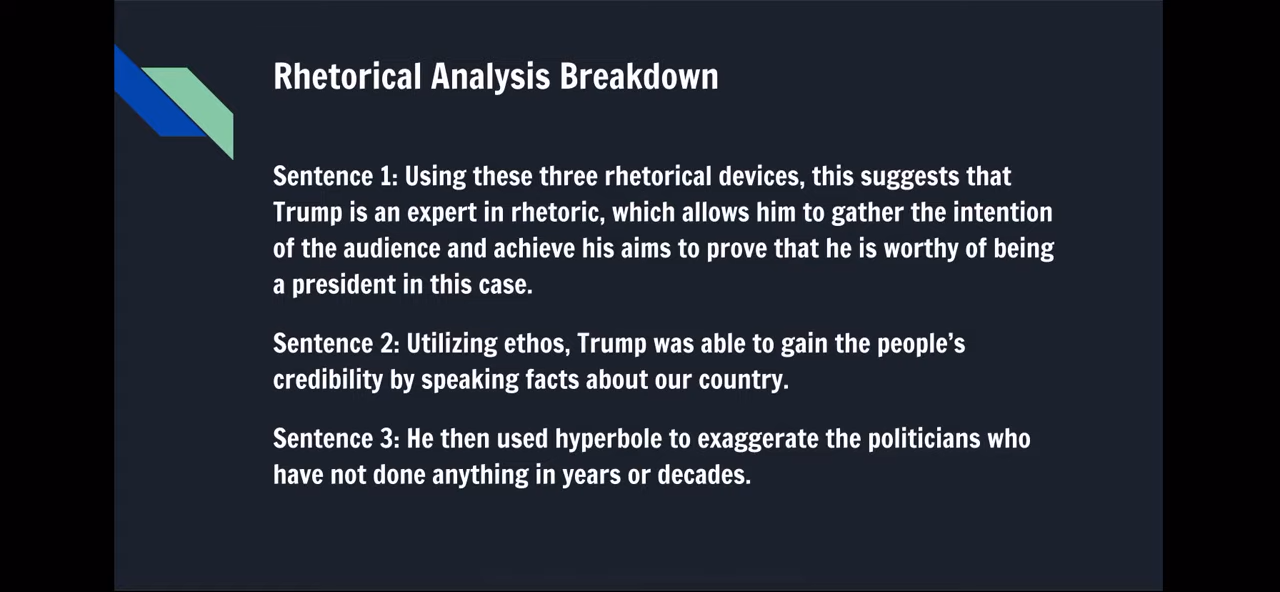 Rhetorical Analysis Breakdown
Sentence 1: Using these three rhetorical devices, this suggests that
Trump is an expert in rhetoric, which allows him to gather the intention
of the audience and achieve his aims to prove that he is worthy of being
a president in this case.
Sentence 2: Utilizing ethos, Trump was able to gain the people’s
credibility by speaking facts about our country.
Sentence 3: He then used hyperbole to exaggerate the politicians who
have not done anything in years or decades.